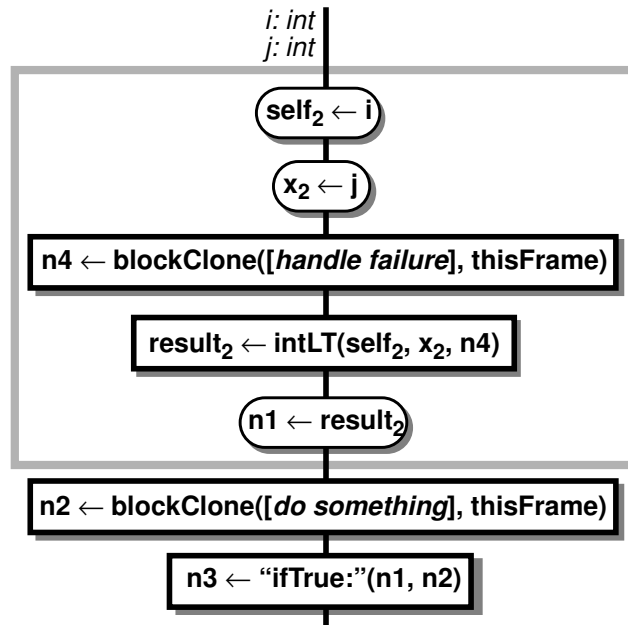 i: int
j: int
self₂ ← i
x₂ ← j
n4 ← blockClone([handle failure], thisFrame)
result₂ ← intLT(self₂, x₂, n4)
n1 ← result₂
n2 ← blockClone([do something], thisFrame)
n3 ← “ifTrue:”(n1, n2)